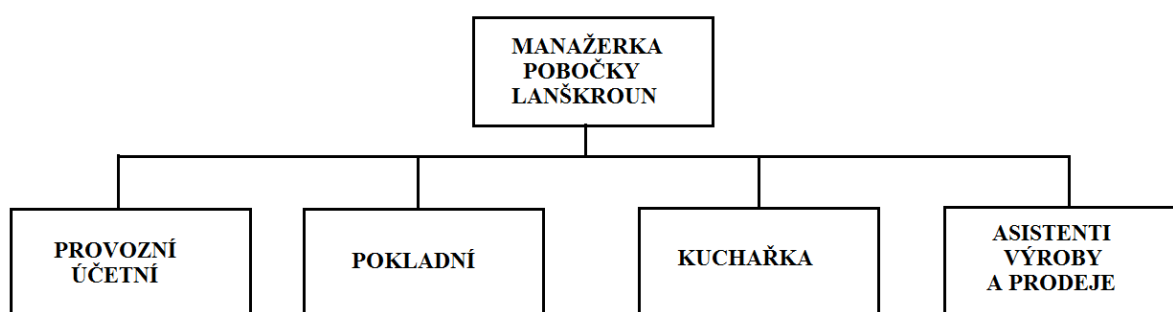 MANAŽERKA
POBOČKY
LANŠKROUN
PROVOZNÍ
ÚČETNÍ
POKLADNÍ
KUCHAŘKA
ASISTENTI
VÝROBY
A PRODEJE